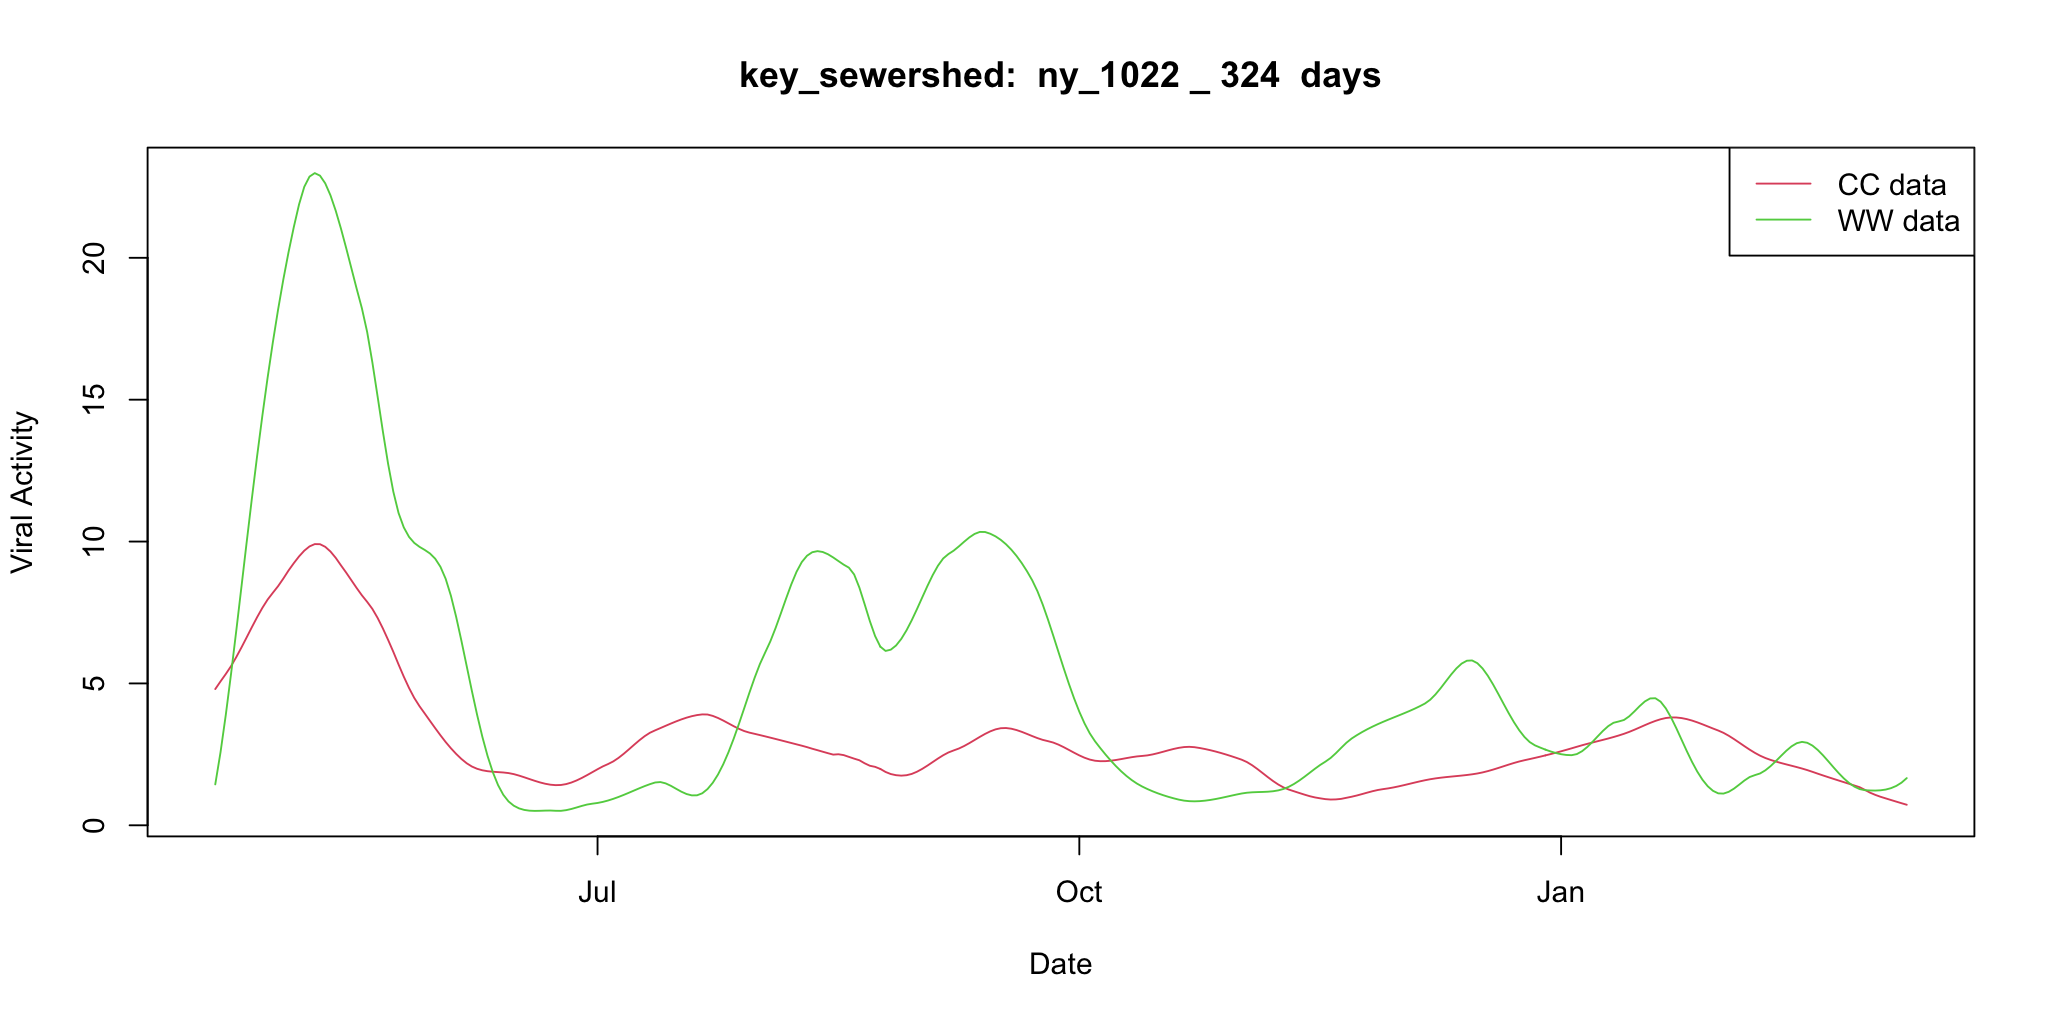 key_sewershed:  ny_1022 _ 324  days
CC data
WW data
Viral Activity
20
15
10
5
0
Jul
Oct
Jan
Date